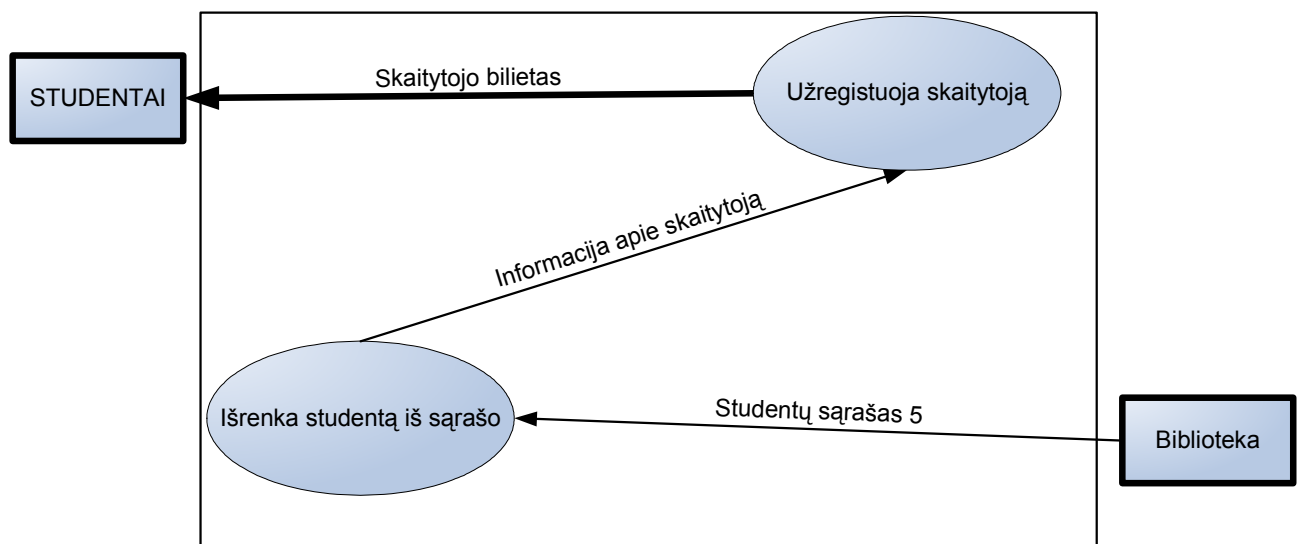 Skaitytojo bilietas
STUDENTAI
Užregistuoja skaitytoją
Informacija apie skaitytoją
Išrenka studentą iš sąrašo
Studentų sąrašas 5
Biblioteka